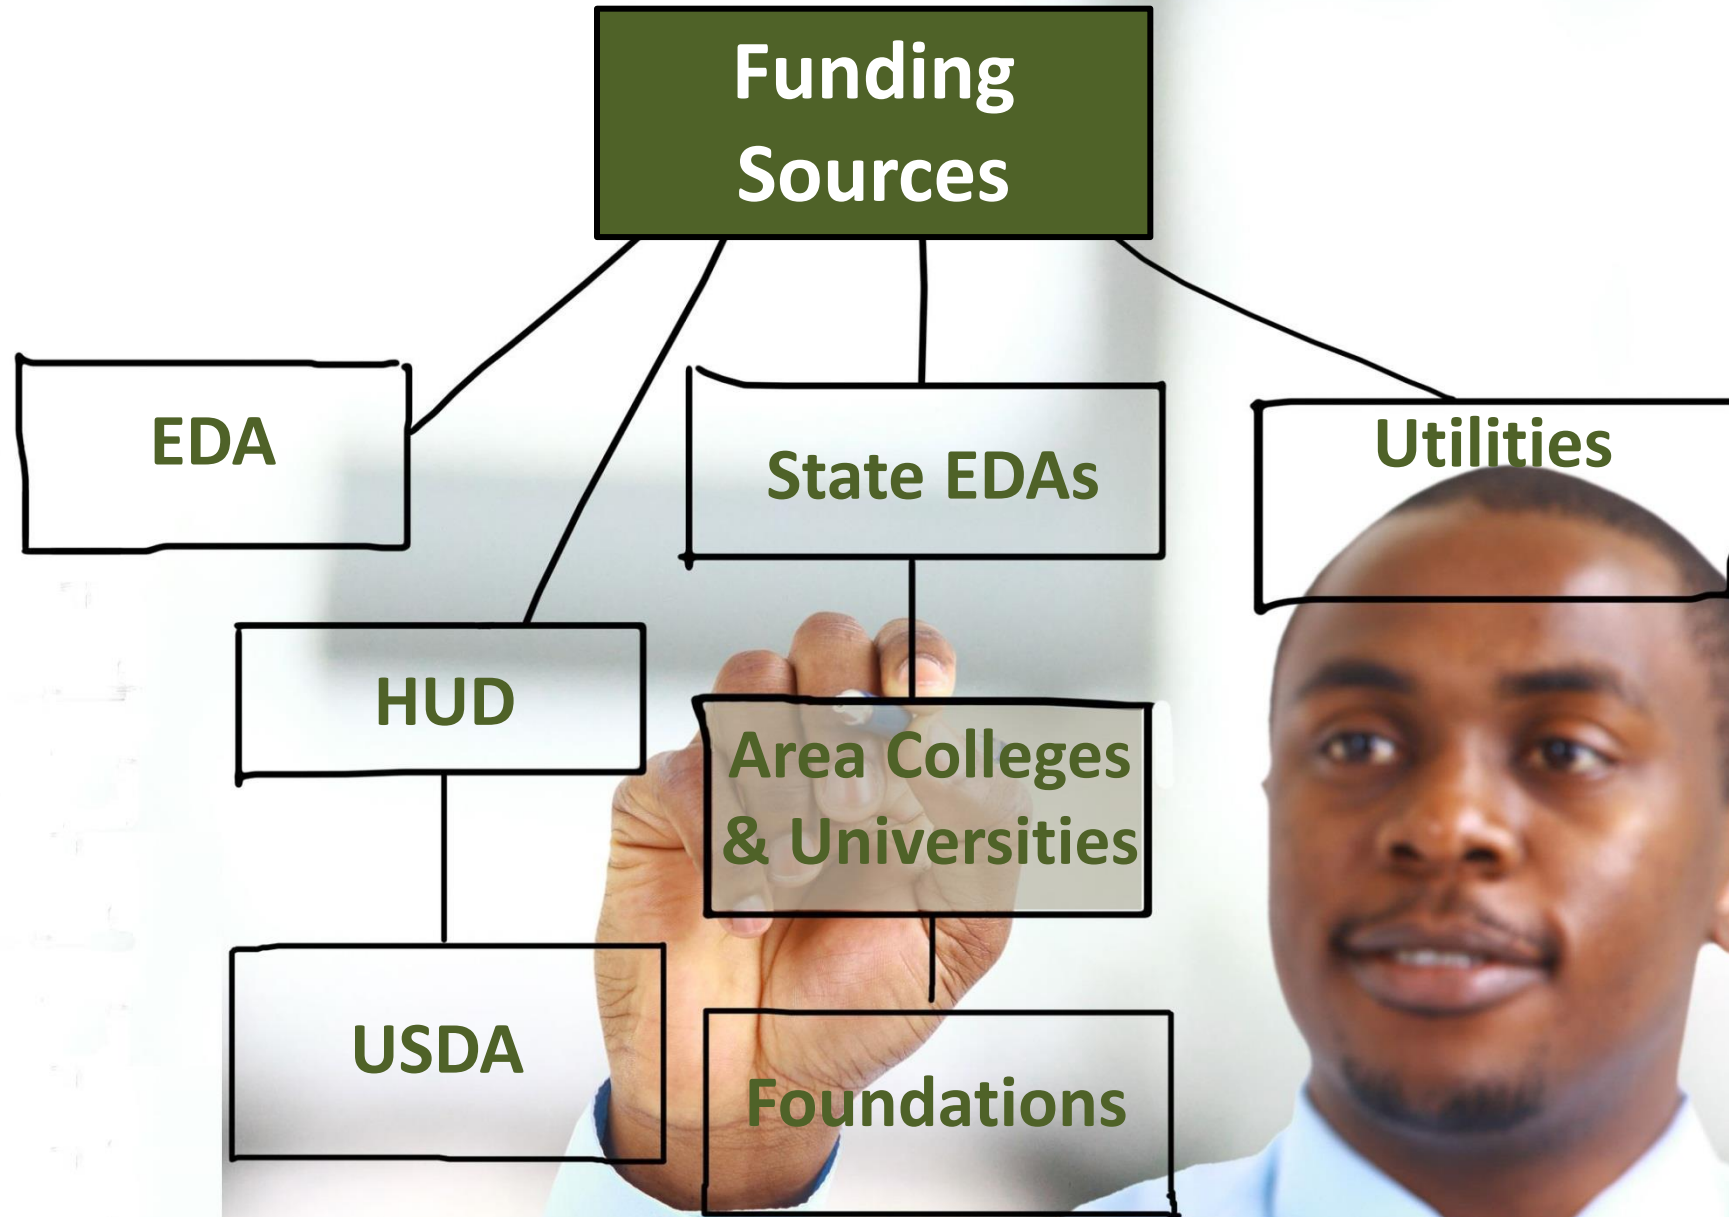 Funding
Sources
EDA
State EDAs
Utilities
HUD
Area Colleges
& Universities
USDA
Foundations